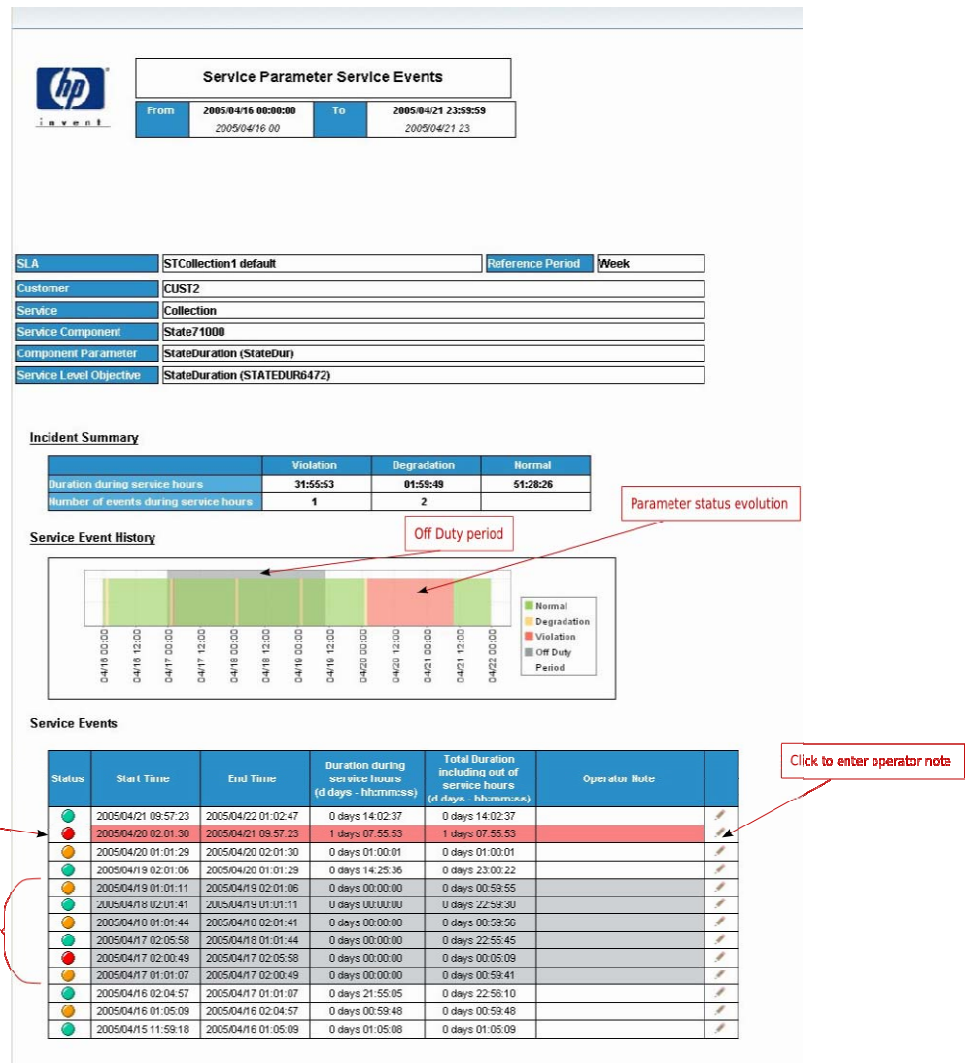 hp
invent
Service Parameter Service Events
From 2005/04/16 00:00:00 To 2005/04/21 23:59:59
2005/04/16 00 2005/04/21 23
SLA STCollection1 default Reference Period Week
Customer CUST2
Service Collection
Service Component State71000
Component Parameter StateDuration (StateDur)
Service Level Objective StateDuration (STATEDUR6472)
Incident Summary
Violation Degradation Normal
Duration during service hours 31:55:53 01:59:49 51:28:26
Number of events during service hours 1 2
Parameter status evolution
Off Duty period
Service Event History
Normal
Degradation
Violation
Off Duty
Period
04/16 00:00 04/16 12:00 04/17 00:00 04/17 12:00 04/18 00:00 04/18 12:00 04/19 00:00 04/19 12:00 04/20 00:00 04/20 12:00 04/21 00:00 04/21 12:00 04/22 00:00
Service Events
Click to enter operator note
Status Start Time End Time Duration during service hours (d days - hh:mm:ss) Total Duration including out of service hours (d days - hh:mm:ss) Operator Note
2005/04/21 09:57:23 2005/04/22 01:02:47 0 days 14:02:37 0 days 14:02:37
2005/04/20 02:01:30 2005/04/21 09:57:23 1 days 07:55:53 1 days 07:55:53
2005/04/20 01:01:29 2005/04/20 02:01:30 0 days 01:00:01 0 days 01:00:01
2005/04/19 02:01:06 2005/04/20 01:01:29 0 days 14:25:36 0 days 23:00:22
2005/04/19 01:01:11 2005/04/19 02:01:06 0 days 00:00:00 0 days 00:59:55
2005/04/18 02:01:41 2005/04/19 01:01:11 0 days 00:00:00 0 days 22:59:30
2005/04/18 01:01:44 2005/04/18 02:01:41 0 days 00:00:00 0 days 00:59:56
2005/04/17 02:05:58 2005/04/18 01:01:44 0 days 00:00:00 0 days 22:55:45
2005/04/17 02:00:49 2005/04/17 02:05:58 0 days 00:00:00 0 days 00:05:09
2005/04/17 01:01:07 2005/04/17 02:00:49 0 days 00:00:00 0 days 00:59:41
2005/04/16 02:04:57 2005/04/17 01:01:07 0 days 21:55:05 0 days 22:56:10
2005/04/16 01:05:09 2005/04/16 02:04:57 0 days 00:59:48 0 days 00:59:48
2005/04/15 11:59:18 2005/04/16 01:05:09 0 days 01:05:08 0 days 01:05:09